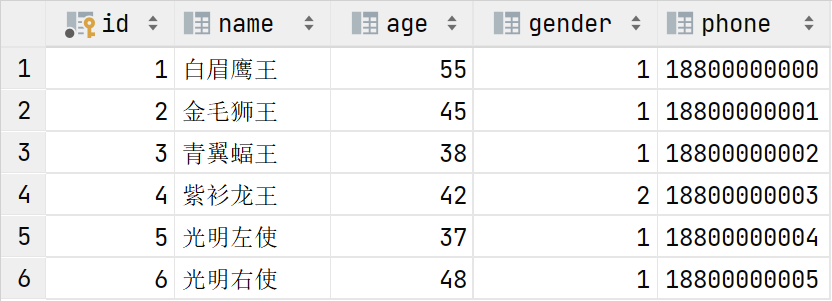 id name age gender phone
1 1 白眉鹰王 55 1 18800000000
2 2 金毛狮王 45 1 18800000001
3 3 青翼蝠王 38 1 18800000002
4 4 紫衫龙王 42 2 18800000003
5 5 光明左使 37 1 18800000004
6 6 光明右使 48 1 18800000005